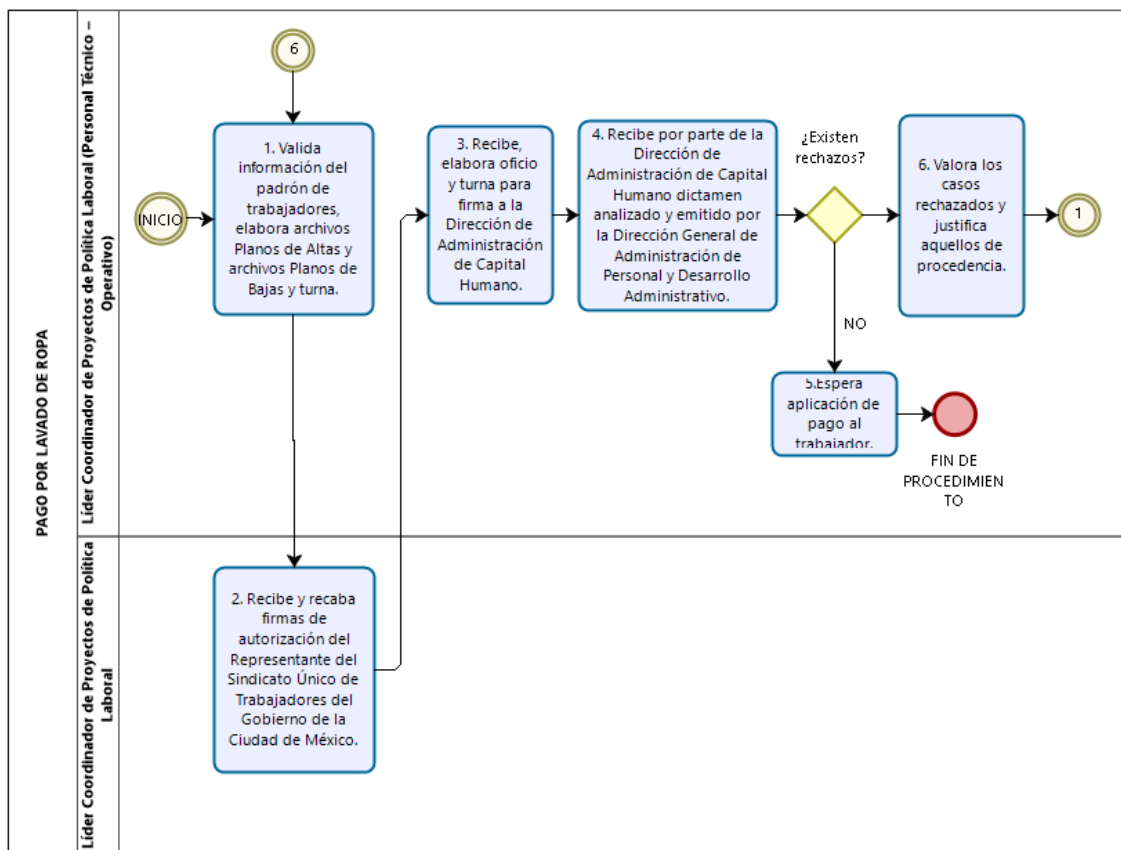 PAGO POR LAVADO DE ROPA
Líder Coordinador de Proyectos de Política Laboral (Personal Técnico –
Operativo)
6
INICIO
1. Valida
información del
padrón de
trabajadores,
elabora archivos
Planos de Altas y
archivos Planos de
Bajas y turna.
3. Recibe,
elabora oficio
y turna para
firma a la
Dirección de
Administración
de Capital
Humano.
4. Recibe por parte de la
Dirección de
Administración de Capital
Humano dictamen
analizado y emitido por
la Dirección General de
Administración de
Personal y Desarrollo
Administrativo.
¿Existen
rechazos?
6. Valora los
casos
rechazados y
justifica
aquellos de
procedencia.
1
NO
5.Espera
aplicación de
pago al
trabajador.
FIN DE
PROCEDIMIEN
TO
Líder Coordinador de Proyectos de Política
Laboral
2. Recibe y recaba
firmas de
autorización del
Representante del
Sindicato Único de
Trabajadores del
Gobierno de la
Ciudad de México.